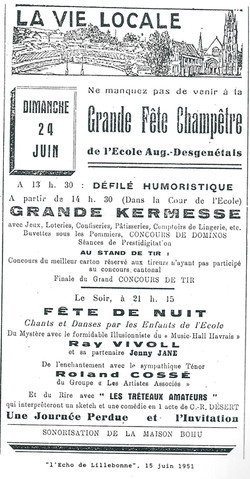 LA VIE LOCALE
DIMANCHE
24
JUIN
Ne manquez pas de venir à la
Grande Fête Champêtre
de l'Ecole Aug.-Desgenétais
A 13 h. 30 : DÉFILÉ HUMORISTIQUE
A partir de 14 h. 30 (Dans la Cour de l'Ecole)
GRANDE KERMESSE
avec Jeux, Loteries, Confiseries, Pâtisseries, Comptoirs de Lingerie, etc.
Buvettes sous les Pommiers, CONCOURS DE DOMINOS
Séances de Prestidigitat'on
AU STAND DE TIR :
Concours du meilleur carton réservé aux tireurs n'ayant pas participé
au concours cantonal
Finale du Grand CONCOURS DE TIR
Le Soir, à 21 h. 15
FÊTE DE NUIT
Chants et Danses par les Enfants de l'Ecole
Du Mystère avec le formidable Illusionniste du « Music-Hall Havrais »
Ray VIVOLL
et sa partenaire Jenny JANE
De l'enchantement avec le sympathique Ténor
Roland COSSÉ
du Groupe « Les Artistes Associés »
Et du Rire avec " LES TRÉTEAUX AMATEURS "
qui interpréteront un sketch et une comédie en 1 acte de C.-R. DÉSERT
Une Journée Perdue et l'Invitation
SONORISATION DE LA MAISON BOHU
"l'Echo de Lillebonne", 15 juin 1951